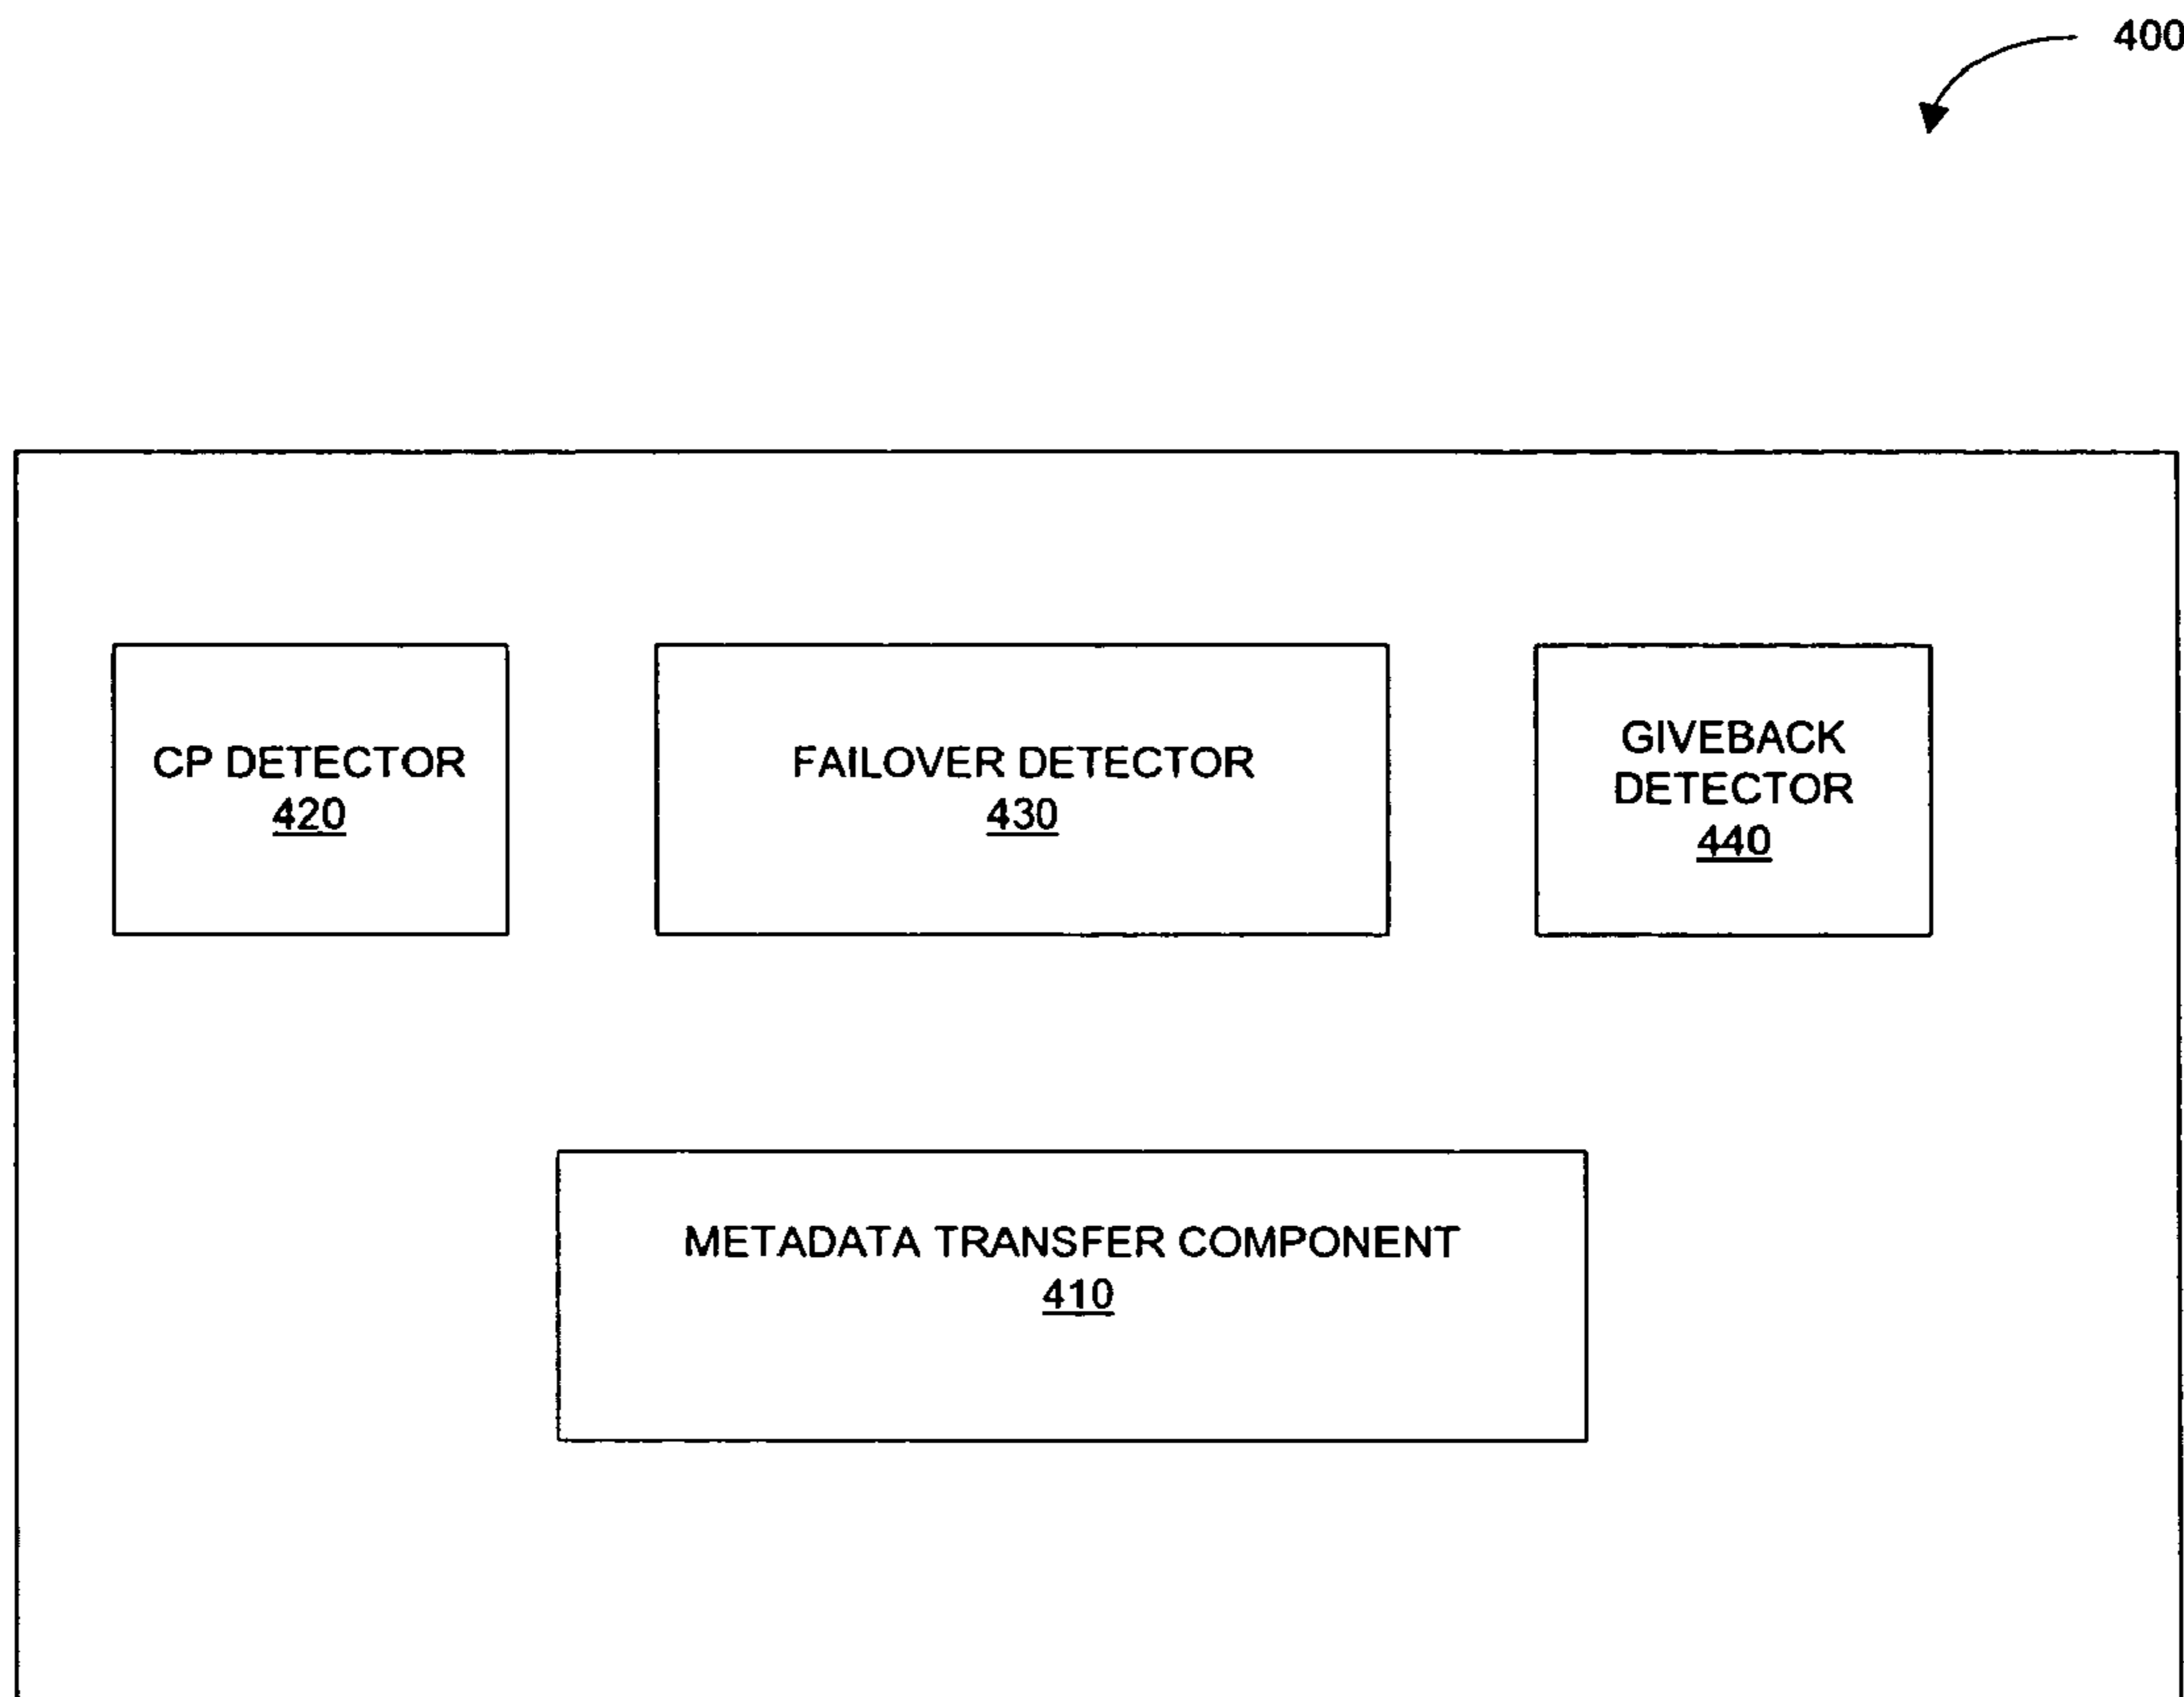 400
CP DETECTOR
420
FAILOVER DETECTOR
430
GIVEBACK
DETECTOR
440
METADATA TRANSFER COMPONENT
410